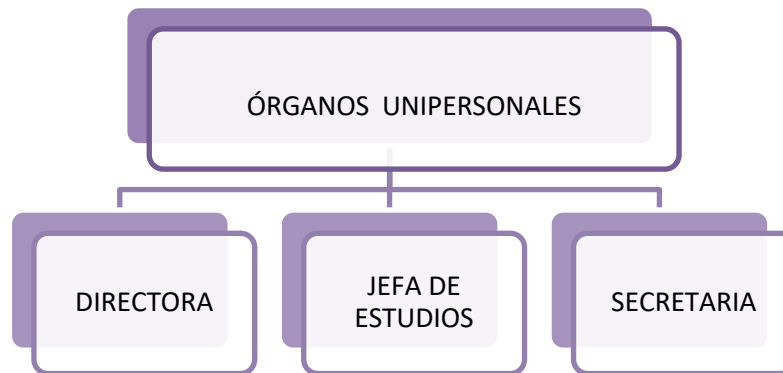 ÓRGANOS UNIPERSONALES
DIRECTORA
JEFA DE
ESTUDIOS
SECRETARIA